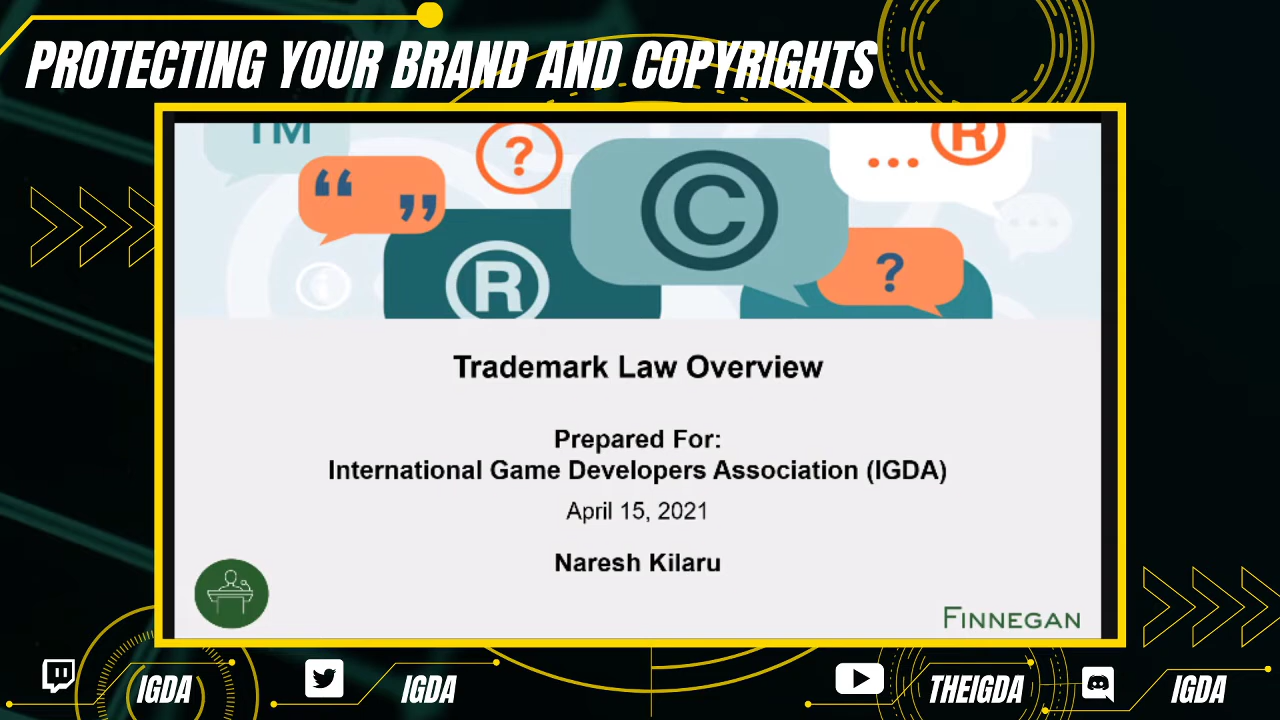 PROTECTING YOUR BRAND AND COPYRIGHTS
TM
“ ”
?
©
... ®
®
i
?
Trademark Law Overview
Prepared For:
International Game Developers Association (IGDA)
April 15, 2021
Naresh Kilaru
FINNEGAN
IGDA
IGDA
THEIGDA
IGDA